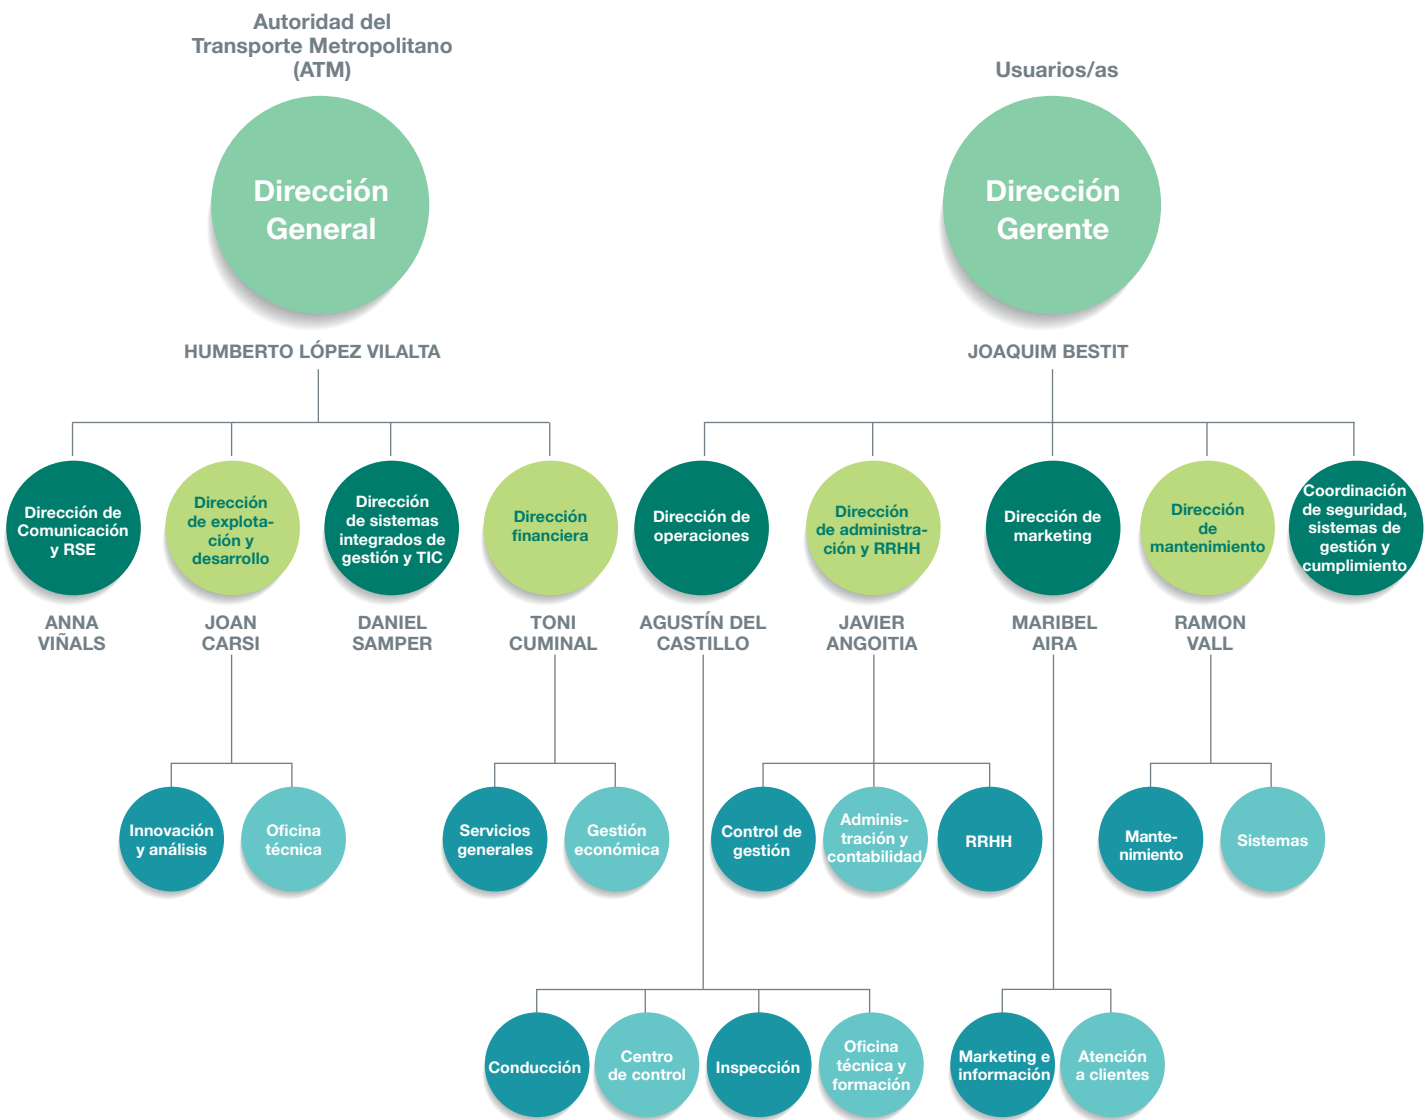 Autoridad del
Transporte Metropolitano
(ATM)
Usuarios/as
Dirección
General
Dirección
Gerente
HUMBERTO LÓPEZ VILALTA
JOAQUIM BESTIT
Dirección de
Comunicación
y RSE
Dirección
de explota-
ción y
desarrollo
Dirección
de sistemas
integrados de
gestión y TIC
Dirección
financiera
Dirección de
operaciones
Dirección
de administra-
ción y RRHH
Dirección de
marketing
Dirección
de
mantenimiento
Coordinación
de seguridad,
sistemas de
gestión y
cumplimiento
ANNA
VIÑALS
JOAN
CARSI
DANIEL
SAMPER
TONI
CUMINAL
AGUSTÍN DEL
CASTILLO
JAVIER
ANGOITIA
MARIBEL
AIRA
RAMON
VALL
Innovación
y análisis
Oficina
técnica
Servicios
generales
Gestión
económica
Control de
gestión
Adminis-
tración y
contabilidad
RRHH
Mante-
nimiento
Sistemas
Conducción
Centro
de control
Inspección
Oficina
técnica y
formación
Marketing e
información
Atención
a clientes